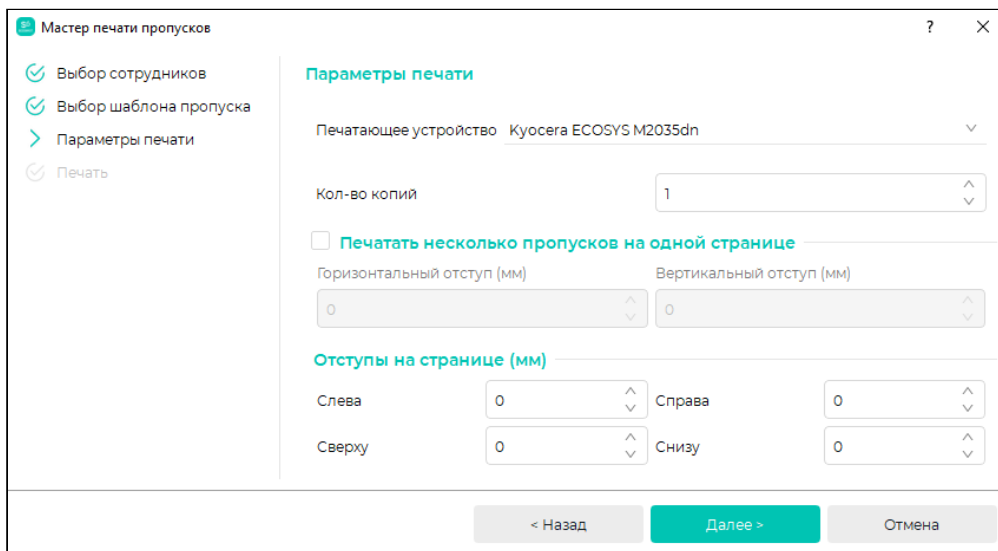 Мастер печати пропусков
?
Выбор сотрудников
Выбор шаблона пропуска
Параметры печати
Печать
Параметры печати
Печатающее устройство Kyocera ECOSYS M2035dn
Кол-во копий 1
Печатать несколько пропусков на одной странице
Горизонтальный отступ (мм) Вертикальный отступ (мм)
0 0
Отступы на странице (мм)
Слева 0 Справа 0
Сверху 0 Снизу 0
< Назад Далее > Отмена